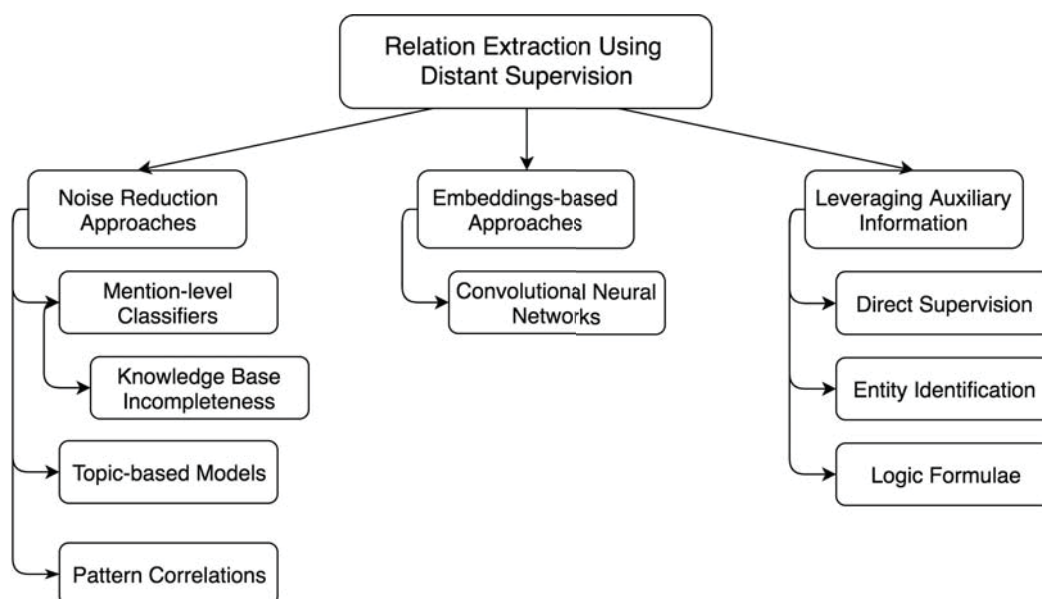 Relation Extraction Using
Distant Supervision
Noise Reduction
Approaches
Mention-level
Classifiers
Knowledge Base
Incompleteness
Topic-based Models
Pattern Correlations
Embeddings-based
Approaches
Convolutional Neural
Networks
Leveraging Auxiliary
Information
Direct Supervision
Entity Identification
Logic Formulae